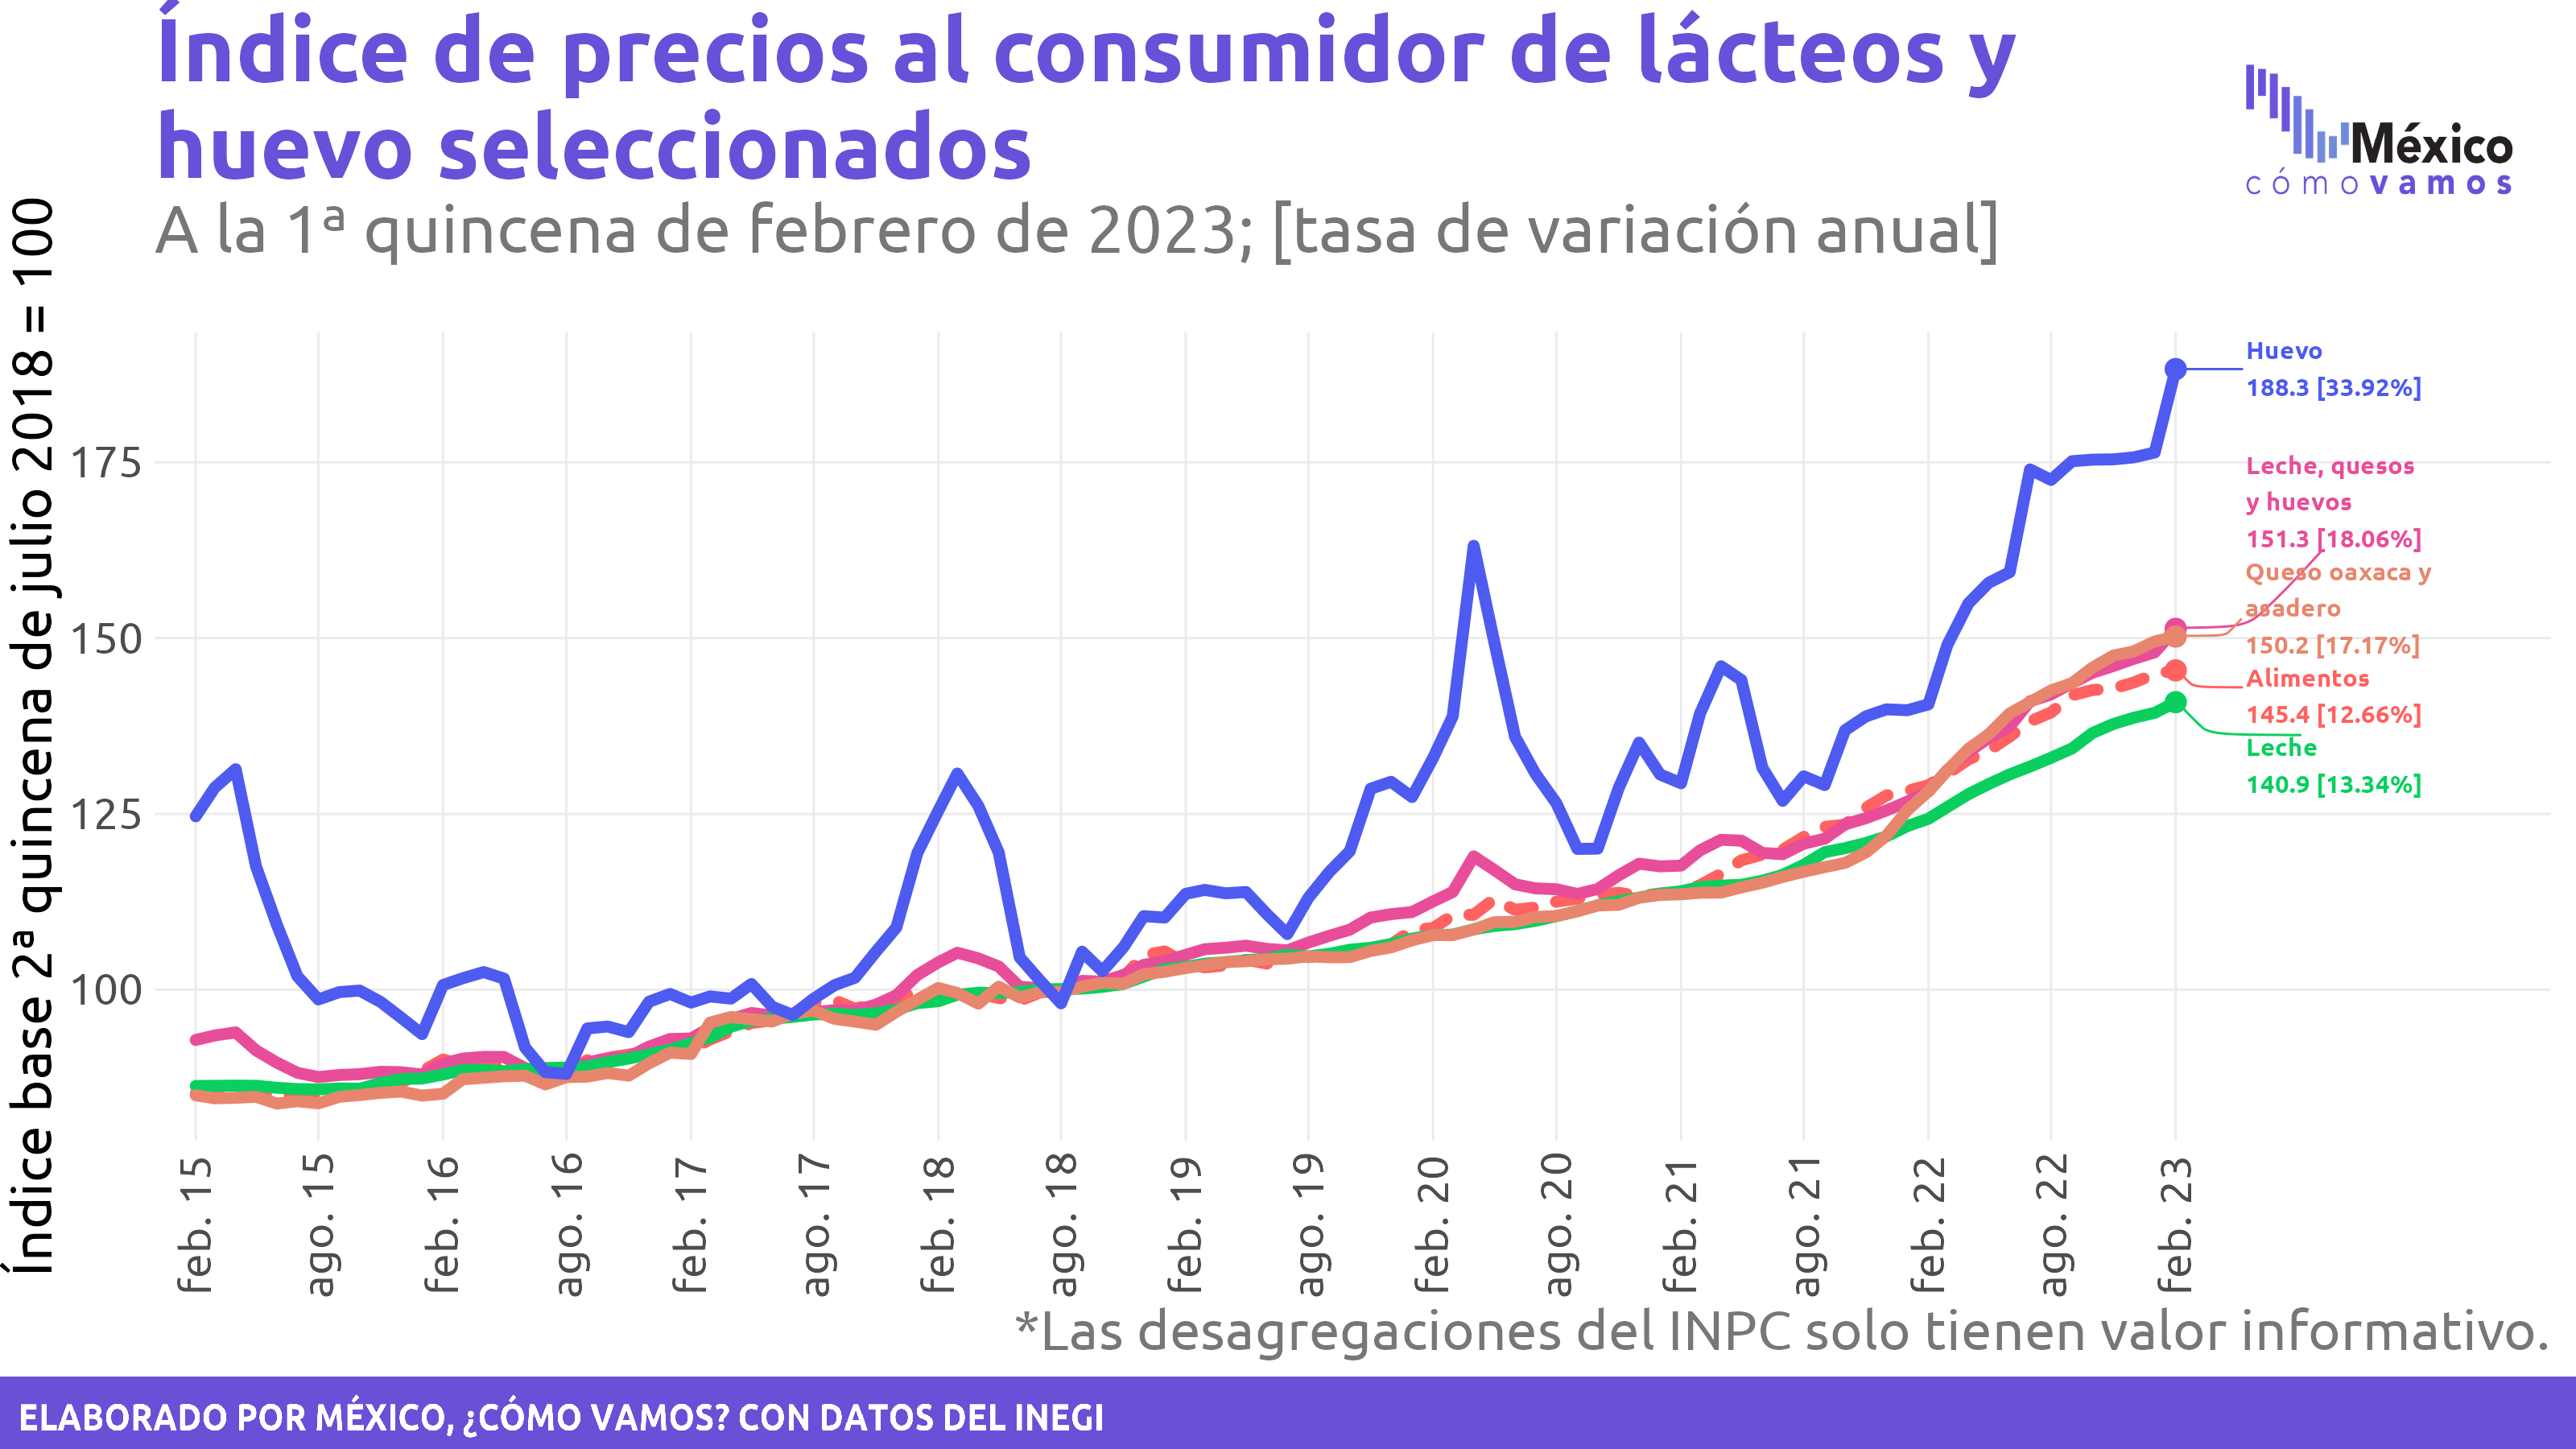 Índice de precios al consumidor de lácteos y
huevo seleccionados
A la 1ª quincena de febrero de 2023; [tasa de variación anual]
México
cómo vamos
Índice base 2ª quincena de julio 2018 = 100
175
150
125
100
Huevo
188.3 [33.92%]
Leche, quesos
y huevos
151.3 [18.06%]
Queso oaxaca y
asadero
150.2 [17.17%]
Alimentos
145.4 [12.66%]
Leche
140.9 [13.34%]
feb. 15
ago. 15
feb. 16
ago. 16
feb. 17
ago. 17
feb. 18
ago. 18
feb. 19
ago. 19
feb. 20
ago. 20
feb. 21
ago. 21
feb. 22
ago. 22
feb. 23
*Las desagregaciones del INPC solo tienen valor informativo.
ELABORADO POR MÉXICO, ¿CÓMO VAMOS? CON DATOS DEL INEGI